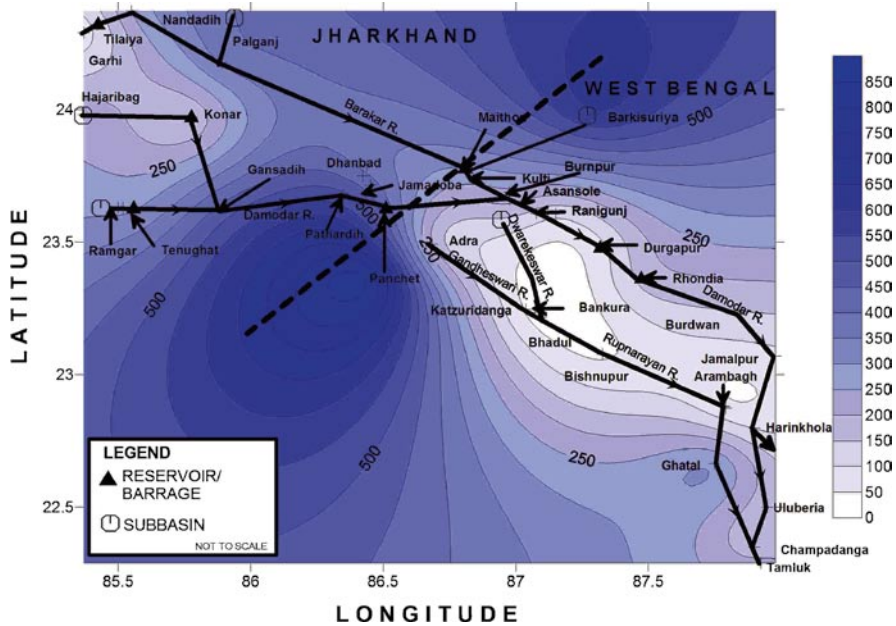 JHARKHAND
WEST BENGAL
Nandadih
Tilaiya
Palganj
Garhi
Hajaribag
Konar
Barakar R.
Maithon
Barkisuriya
500
250
Gansadih
Dhanbad
Jamadoba
Kulti
Burnpur
Asansole
Ranigunj
500
Damodar R.
Pathardih
Ramgar
Tenughat
Panchet
250
Adra
Gandheswari R.
Dwarekeswar R.
Durgapur
250
Rhondia
Damodar R.
500
Katzuridanga
Bankura
Burdwan
Bhadul
Rupnarayan R.
Bishnupur
Jamalpur
Arambagh
Harinkhola
500
250
Ghatal
Uluberia
Champadanga
Tamluk
LEGEND
RESERVOIR/
BARRAGE
SUBBASIN
NOT TO SCALE
LATITUDE
24
23.5
23
22.5
85.5
86
86.5
87
87.5
LONGITUDE
850
800
750
700
650
600
550
500
450
400
350
300
250
200
150
100
50
0